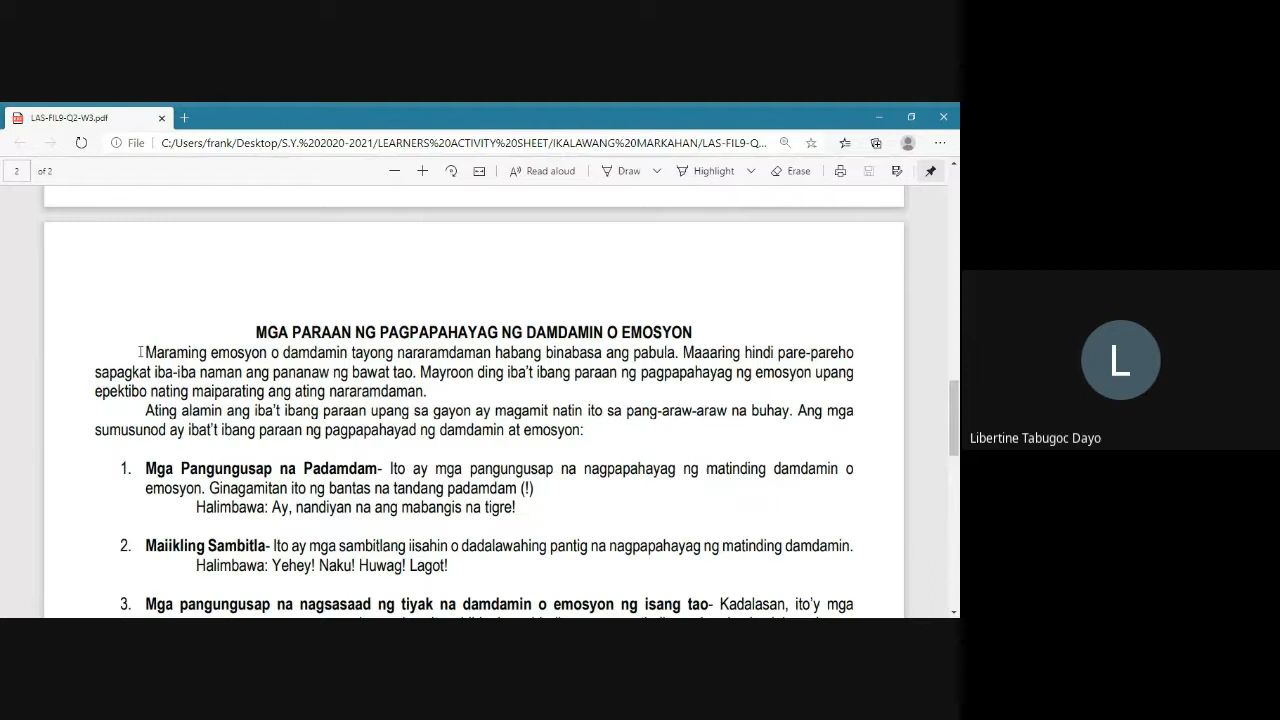 LAS-FIL9-Q2-W3.pdf
File C:/Users/frank/Desktop/S.Y.%202020-2021/LEARNERS%20ACTIVITY%20SHEET/IKALAWANG%20MARKAHAN/LAS-FIL9-Q...
2 of 2 Read aloud Draw Highlight Erase
MGA PARAAN NG PAGPAPAHAYAG NG DAMDAMIN O EMOSYON
Maraming emosyon o damdamin tayong nararamdaman habang binabasa ang pabula. Maaaring hindi pare-pareho
sapagkat iba-iba naman ang pananaw ng bawat tao. Mayroon ding iba't ibang paraan ng pagpapahayag ng emosyon upang
epektibo nating maiparating ang ating nararamdaman.
Ating alamin ang iba't ibang paraan upang sa gayon ay magamit natin ito sa pang-araw-araw na buhay. Ang mga
sumusunod ay ibat't ibang paraan ng pagpapahayad ng damdamin at emosyon:
1. Mga Pangungusap na Padamdam- Ito ay mga pangungusap na nagpapahayag ng matinding damdamin o
emosyon. Ginagamitan ito ng bantas na tandang padamdam (!)
Halimbawa: Ay, nandiyan na ang mabangis na tigre!
2. Maiikling Sambitla- Ito ay mga sambitlang iisahin o dadalawahing pantig na nagpapahayag ng matinding damdamin.
Halimbawa: Yehey! Naku! Huwag! Lagot!
3. Mga pangungusap na nagsasaad ng tiyak na damdamin o emosyon ng isang tao- Kadalasan, ito'y mga
L
Libertine Tabugoc Dayo